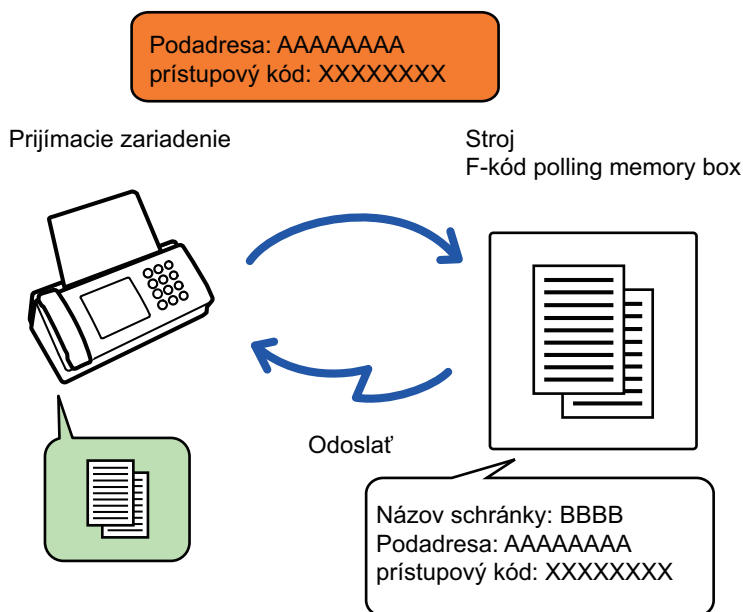 Podadresa: AAAAAAAA
prístupový kód: XXXXXXXX
Prijímacie zariadenie
Stroj
F-kód polling memory box
Odoslať
Názov schránky: BBBB
Podadresa: AAAAAAAA
prístupový kód: XXXXXXXX